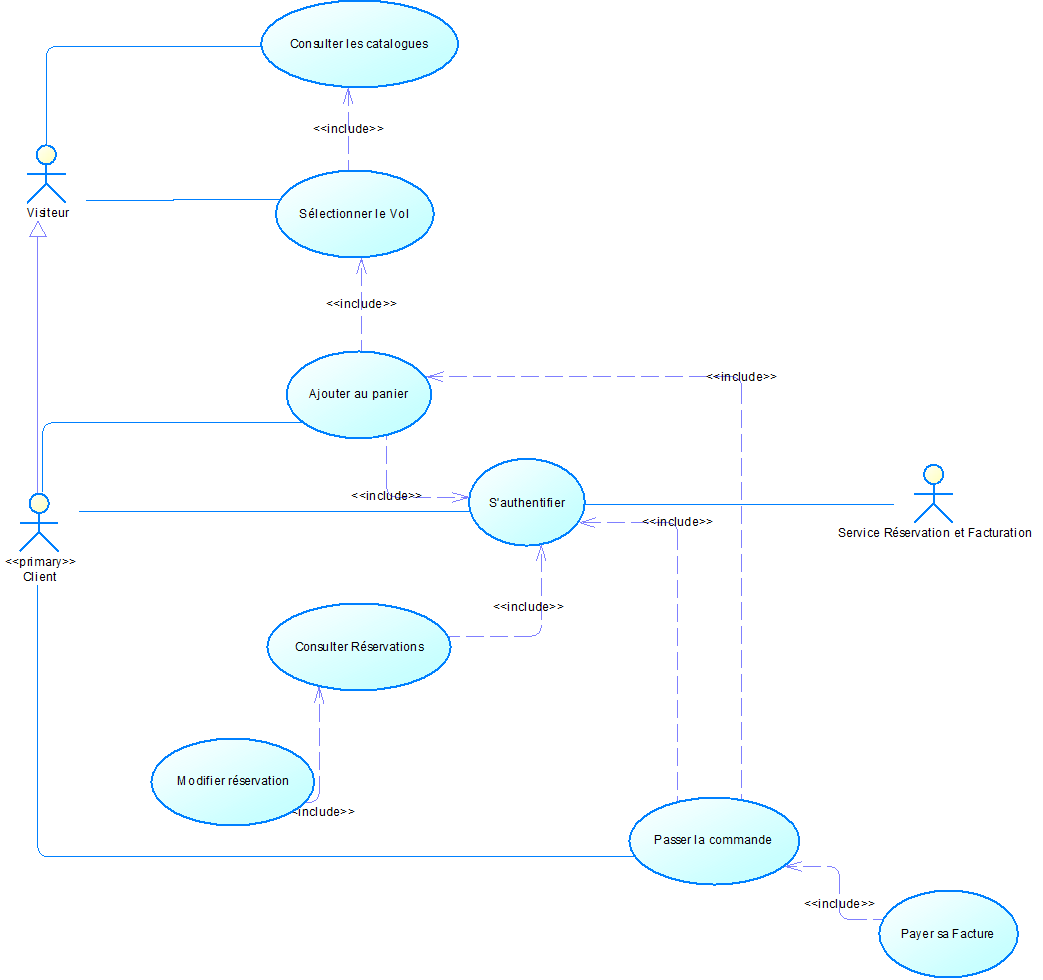 Consulter les catalogues
<<include>>
Visiteur
Sélectionner le Vol
<<include>>
<<include>>
Ajouter au panier
<<include>>
S'authentifier
<<include>>
Service Réservation et Facturation
<<primary>>
Client
<<include>>
Consulter Réservations
Modifier réservation
<<include>>
Passer la commande
<<include>>
Payer sa Facture